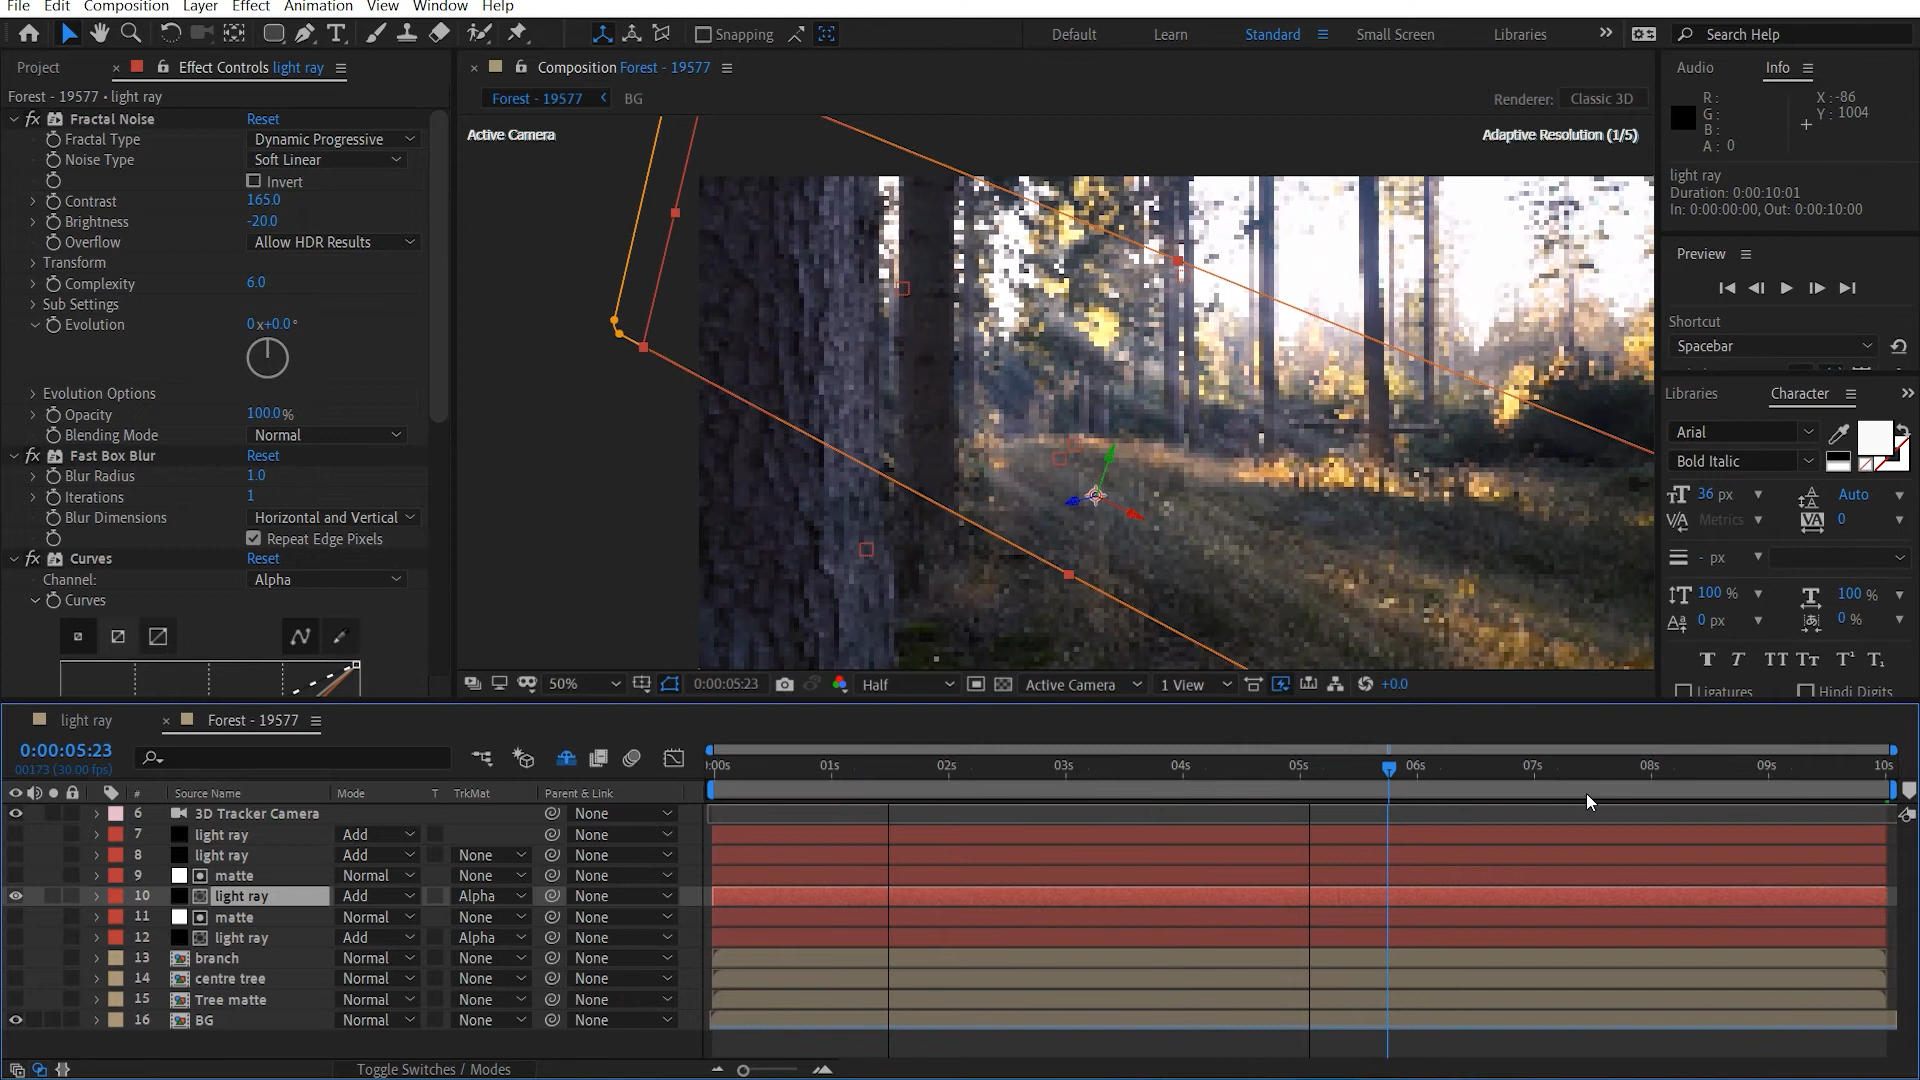 File Edit Composition Layer Effect Animation View Window Help
T Snapping Default Learn Standard Small Screen Libraries Search Help
Project Effect Controls light ray
Composition Forest - 19577
Audio Info
Forest - 19577 • light ray
Forest - 19577 BG Renderer: Classic 3D
R : X : -86
G : Y : 1004
B :
A : 0
Active Camera Adaptive Resolution (1/5)
fx Fractal Noise Reset
Fractal Type Dynamic Progressive
Noise Type Soft Linear
Invert
Contrast 165.0
Brightness -20.0
Overflow Allow HDR Results
Transform
Complexity 6.0
Sub Settings
Evolution 0 x+0.0 °
Evolution Options
Opacity 100.0 %
Blending Mode Normal
fx Fast Box Blur Reset
Blur Radius 1.0
Iterations 1
Blur Dimensions Horizontal and Vertical
Repeat Edge Pixels
fx Curves Reset
Channel: Alpha
Curves
light ray
Duration: 0:00:10:01
In: 0:00:00:00, Out: 0:00:10:00
Preview
Shortcut
Spacebar
Libraries Character
Arial
Bold Italic
36 px Auto
Metrics 0
- px
100 % 100 %
0 px 0 %
T T TT Tт T¹ T₁
Ligatures Hindi Digits
50% 0:00:05:23 Half Active Camera 1 View +0.0
light ray Forest - 19577
0:00:05:23
00173 (30.00 fps)
:00s 01s 02s 03s 04s 05s 06s 07s 08s 09s 10s
# Source Name Mode T TrkMat Parent & Link
6 3D Tracker Camera None
7 light ray Add None
8 light ray Add None None
9 matte Normal None None
10 light ray Add Alpha None
11 matte Normal None None
12 light ray Add Alpha None
13 branch Normal None None
14 centre tree Normal None None
15 Tree matte Normal None None
16 BG Normal None None
Toggle Switches / Modes